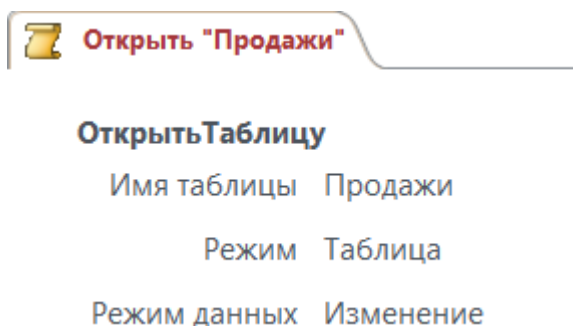 Открыть "Продажи"
ОткрытьТаблицу
Имя таблицы Продажи
Режим Таблица
Режим данных Изменение